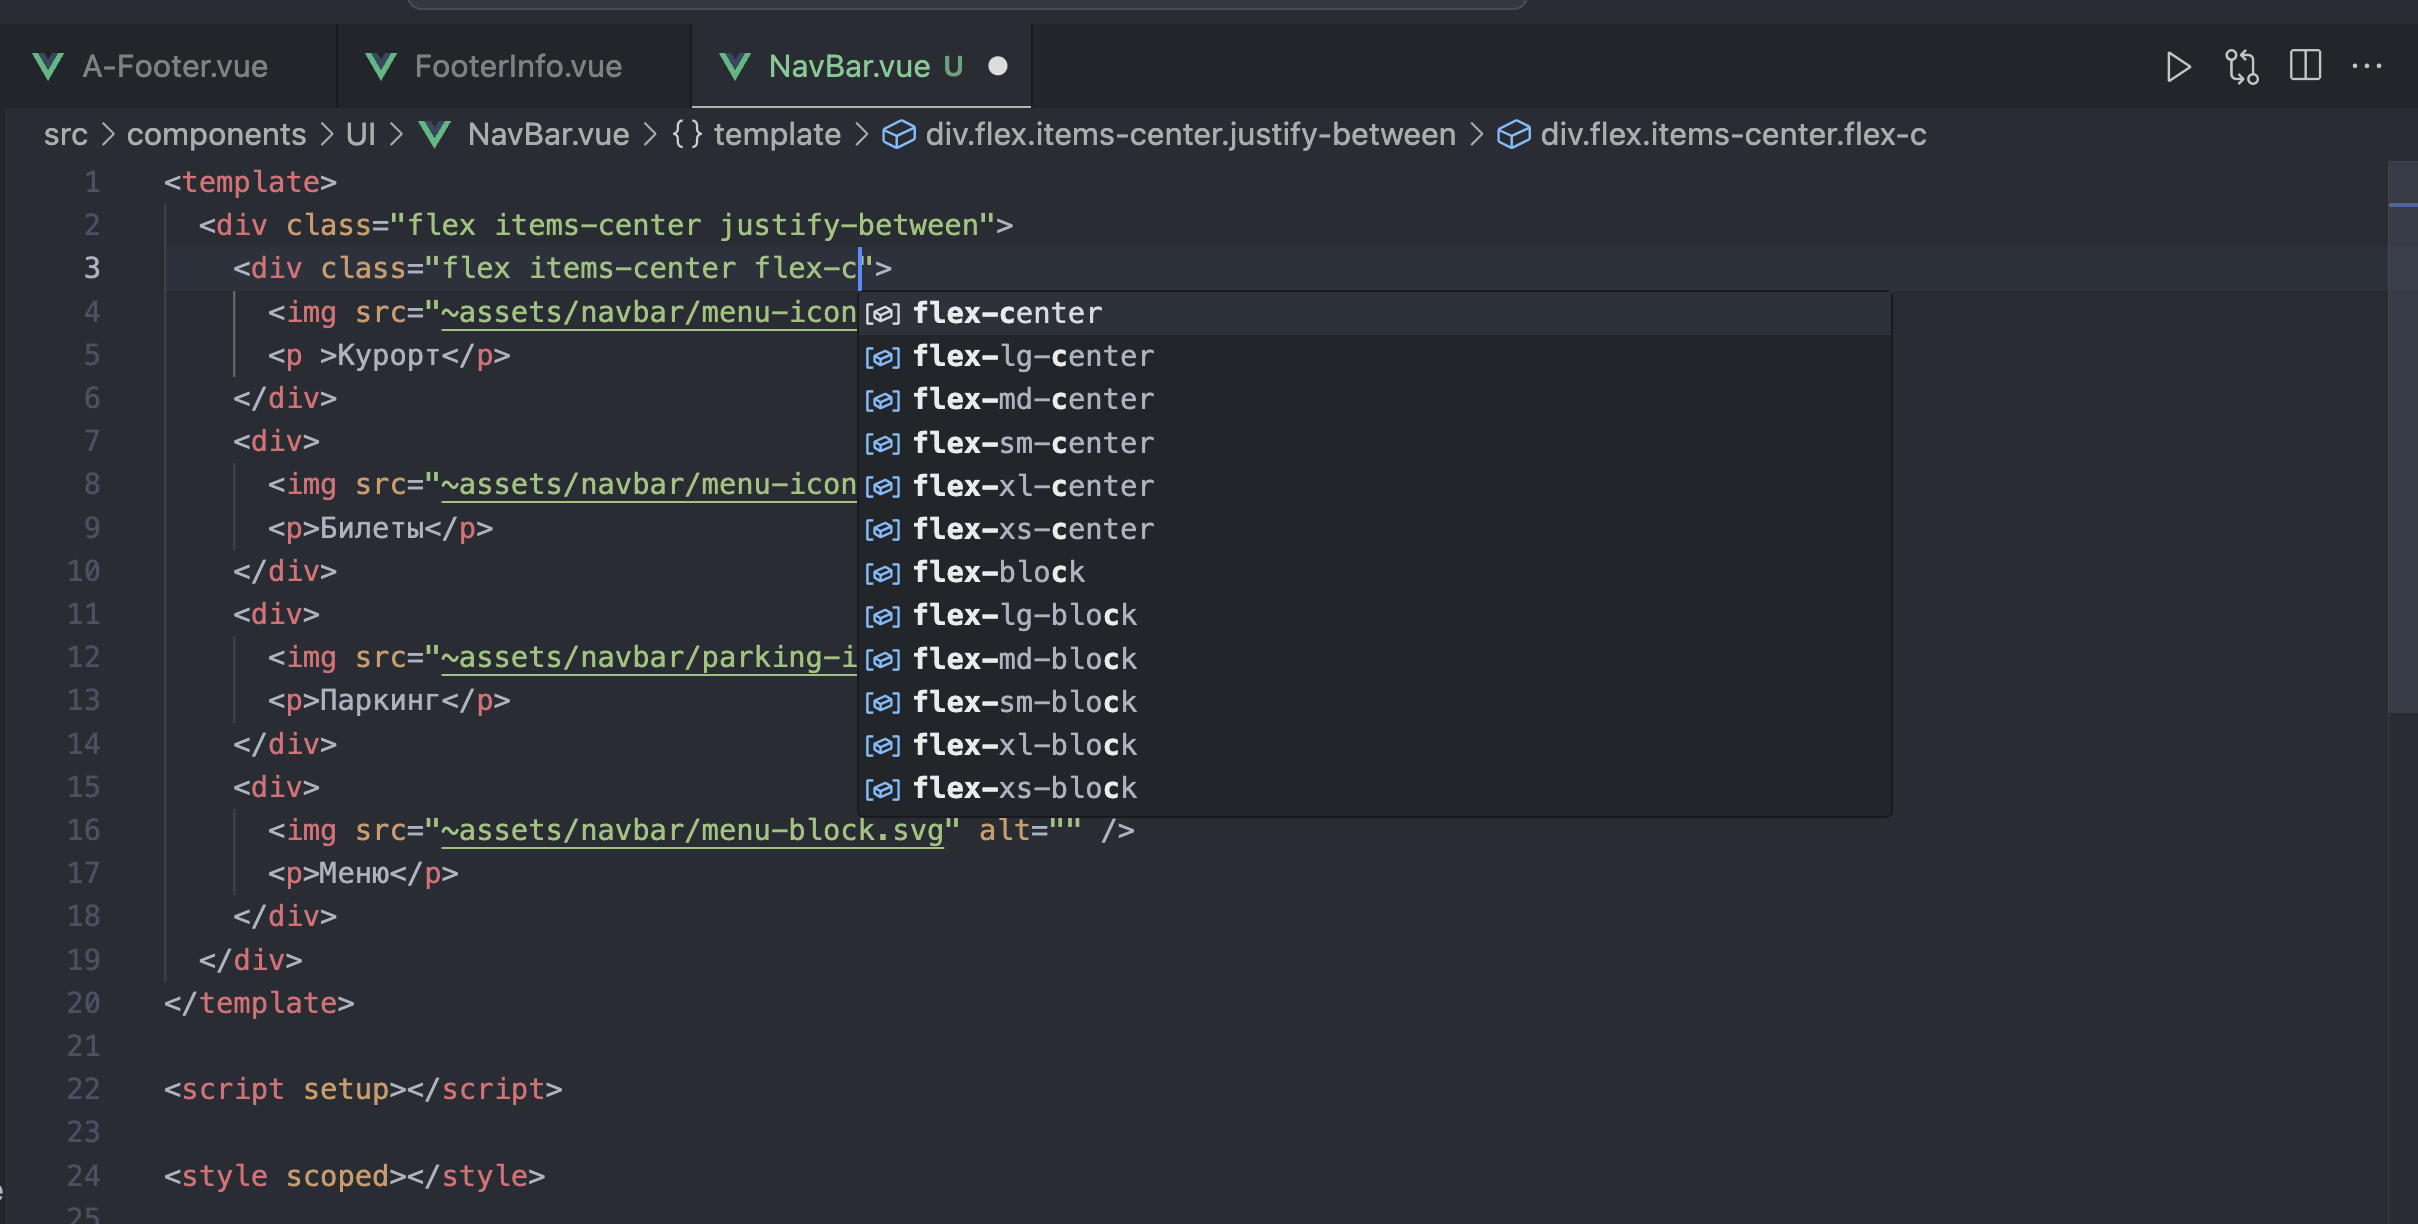 A-Footer.vue FooterInfo.vue NavBar.vue U
src > components > UI > NavBar.vue > {} template > div.flex.items-center.justify-between > div.flex.items-center.flex-c
1 <template>
2 <div class="flex items-center justify-between">
3 <div class="flex items-center flex-c">
4 <img src="~assets/navbar/menu-icon
5 <p >Курорт</p>
6 </div>
7 <div>
8 <img src="~assets/navbar/menu-icon
9 <p>Билеты</p>
10 </div>
11 <div>
12 <img src="~assets/navbar/parking-i
13 <p>Паркинг</p>
14 </div>
15 <div>
16 <img src="~assets/navbar/menu-block.svg" alt="" />
17 <p>Меню</p>
18 </div>
19 </div>
20 </template>
21
22 <script setup></script>
23
24 <style scoped></style>
25
flex-center
flex-lg-center
flex-md-center
flex-sm-center
flex-xl-center
flex-xs-center
flex-block
flex-lg-block
flex-md-block
flex-sm-block
flex-xl-block
flex-xs-block